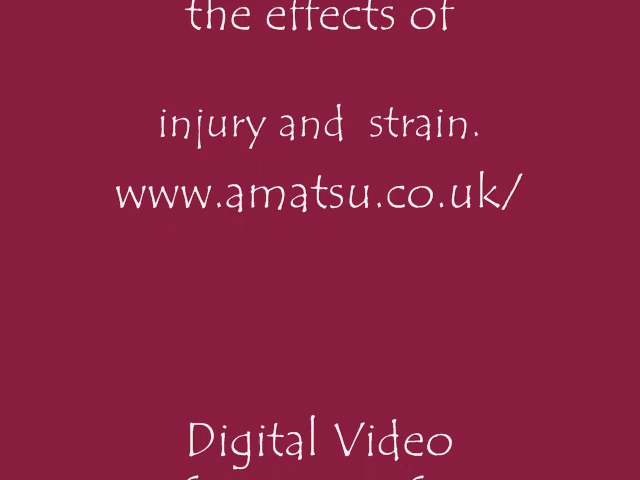 the effects of
injury and strain.
www.amatsu.co.uk/
Digital Video